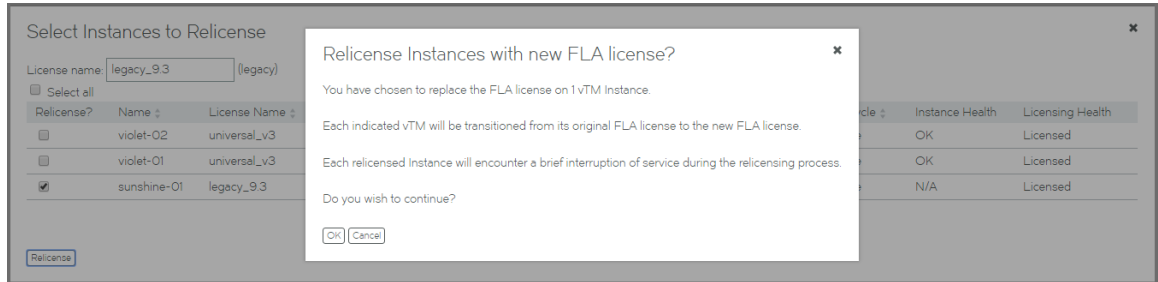 Select Instances to Relicense
License name: legacy_9.3 (legacy)
Select all
Relicense? Name License Name cle Instance Health Licensing Health
violet-02 universal_v3 OK Licensed
violet-01 universal_v3 OK Licensed
sunshine-01 legacy_9.3 N/A Licensed
Relicense
Relicense Instances with new FLA license?
You have chosen to replace the FLA license on 1 vTM Instance.
Each indicated vTM will be transitioned from its original FLA license to the new FLA license.
Each relicensed Instance will encounter a brief interruption of service during the relicensing process.
Do you wish to continue?
OK Cancel